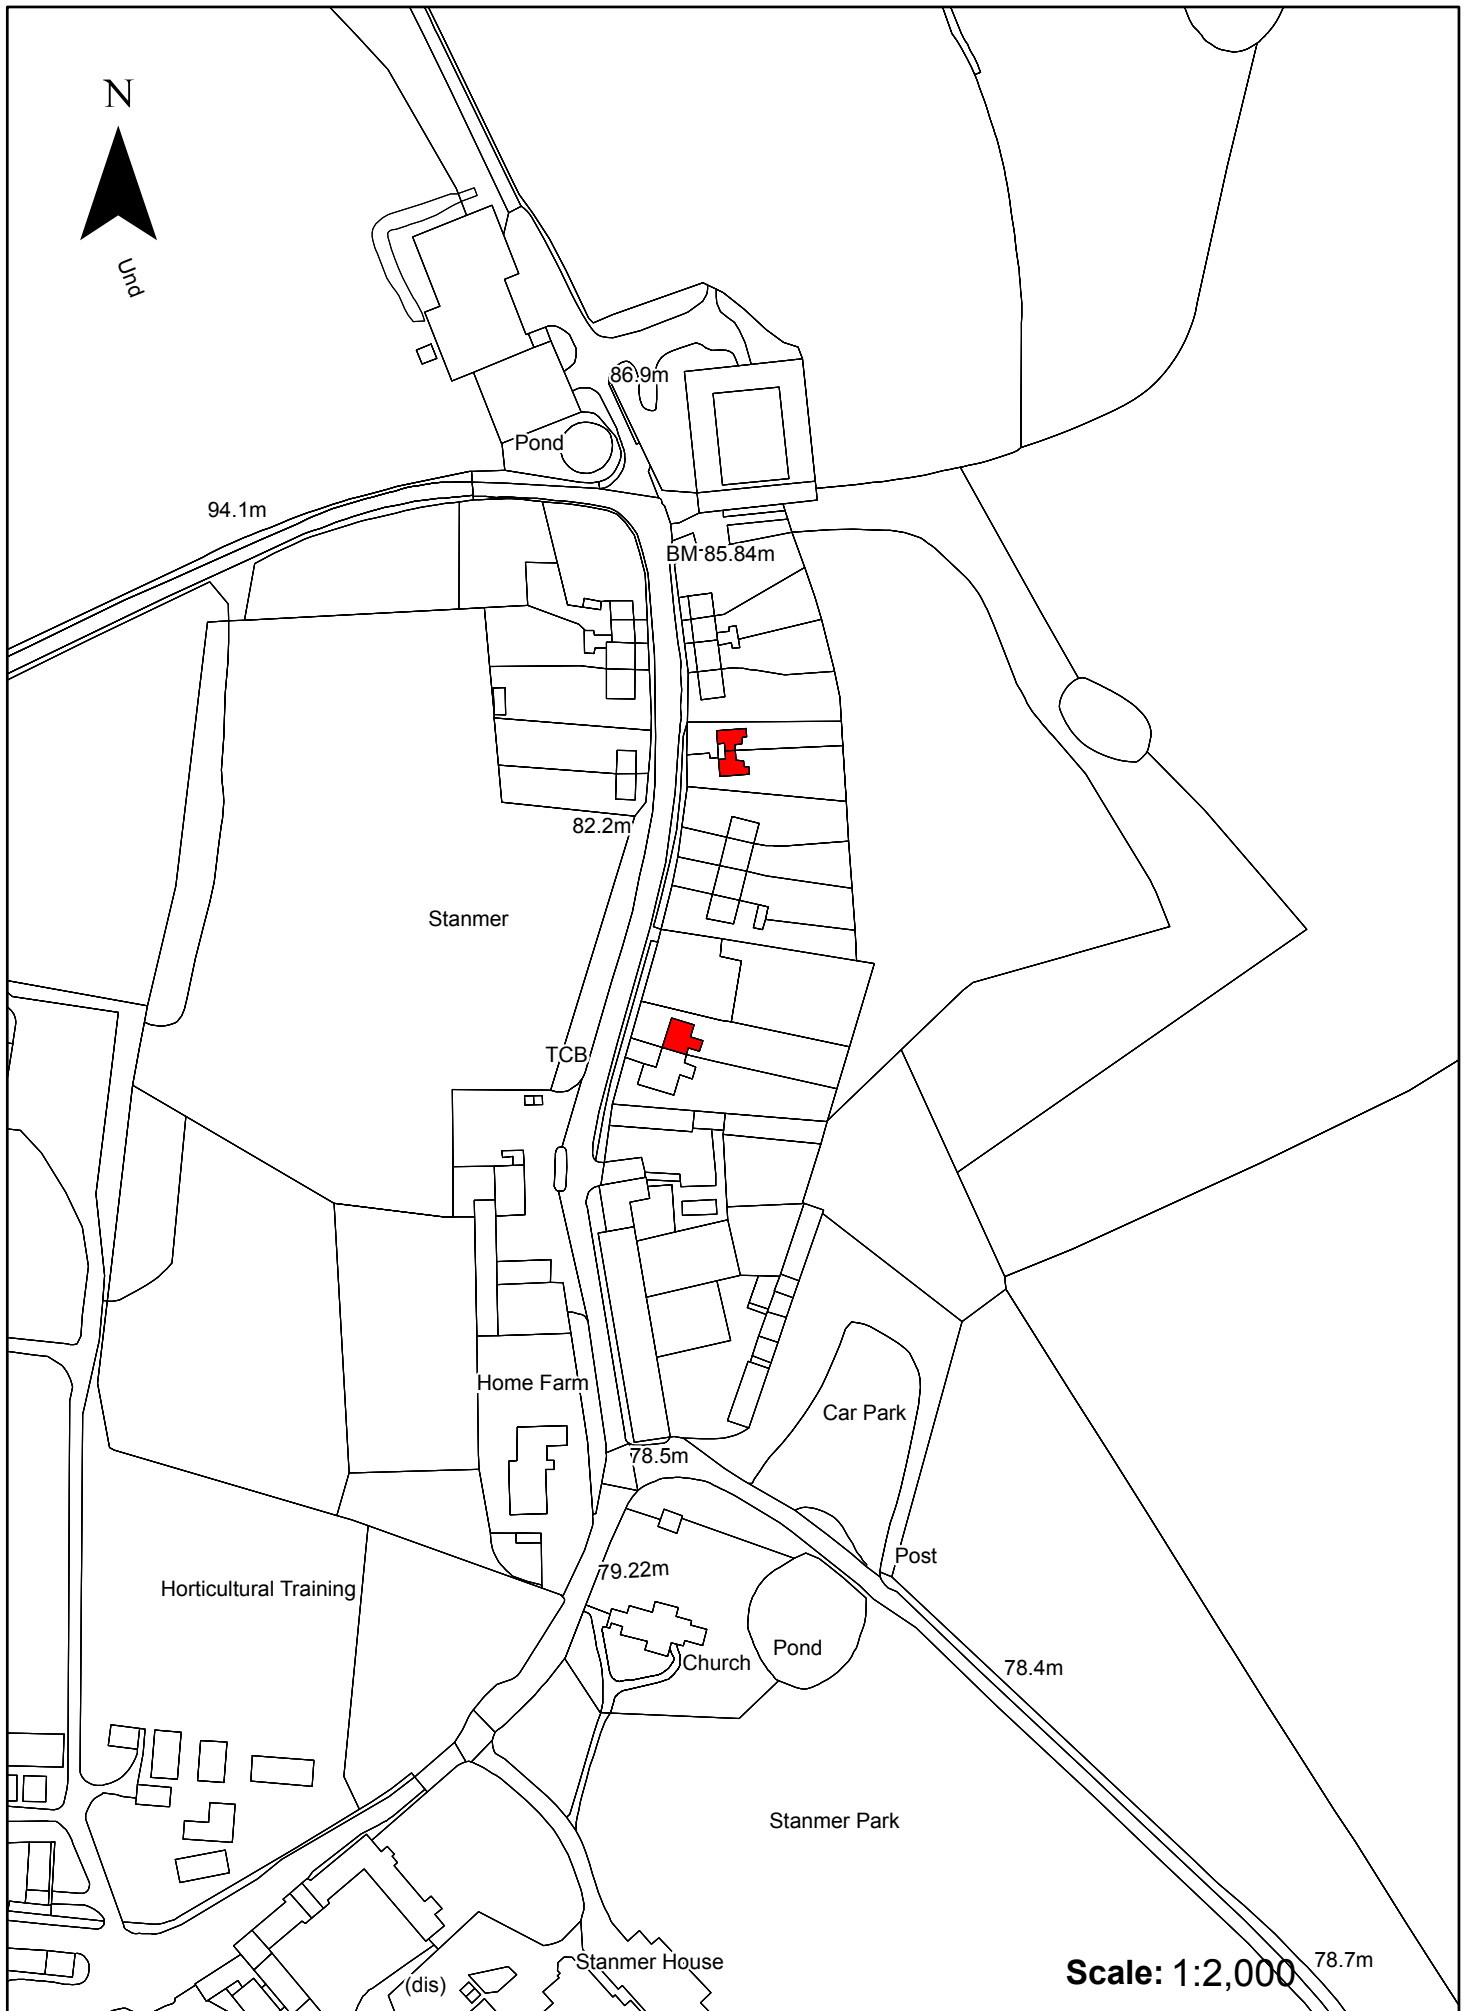 N
Und
86.9m
Pond
94.1m
BM 85.84m
82.2m
Stanmer
TCB
Home Farm
Car Park
78.5m
Post
79.22m
Horticultural Training
Church
Pond
78.4m
Stanmer Park
Stanmer House
(dis)
Scale: 1:2,000
78.7m